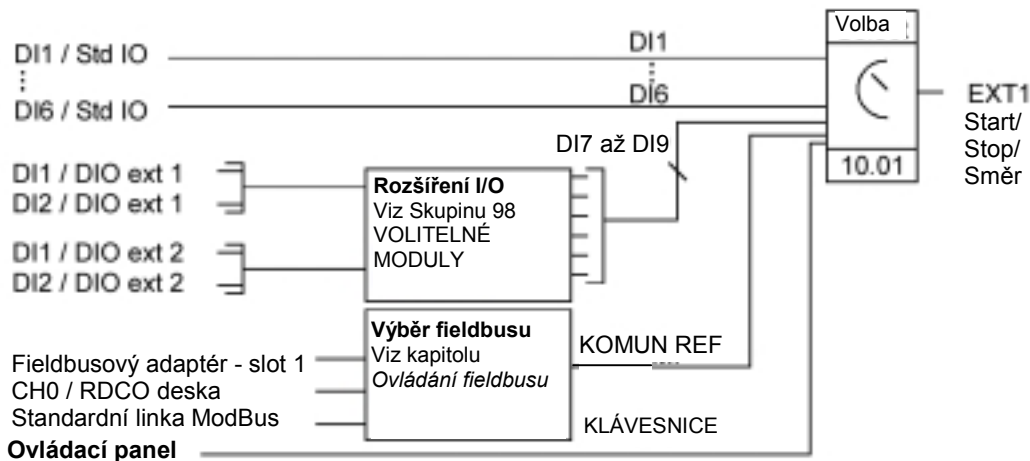 Volba
DI1 / Std IO
DI1
DI6 / Std IO
DI6
EXT1
Start/
Stop/
Směr
DI7 až DI9
10.01
DI1 / DIO ext 1
DI2 / DIO ext 1
Rozšíření I/O
Viz Skupinu 98
VOLITELNÉ
MODULY
DI1 / DIO ext 2
DI2 / DIO ext 2
Výběr fieldbusu
Viz kapitolu
Ovládání fieldbusu
KOMUN REF
Fieldbusový adaptér - slot 1
CH0 / RDCO deska
Standardní linka ModBus
KLÁVESNICE
Ovládací panel